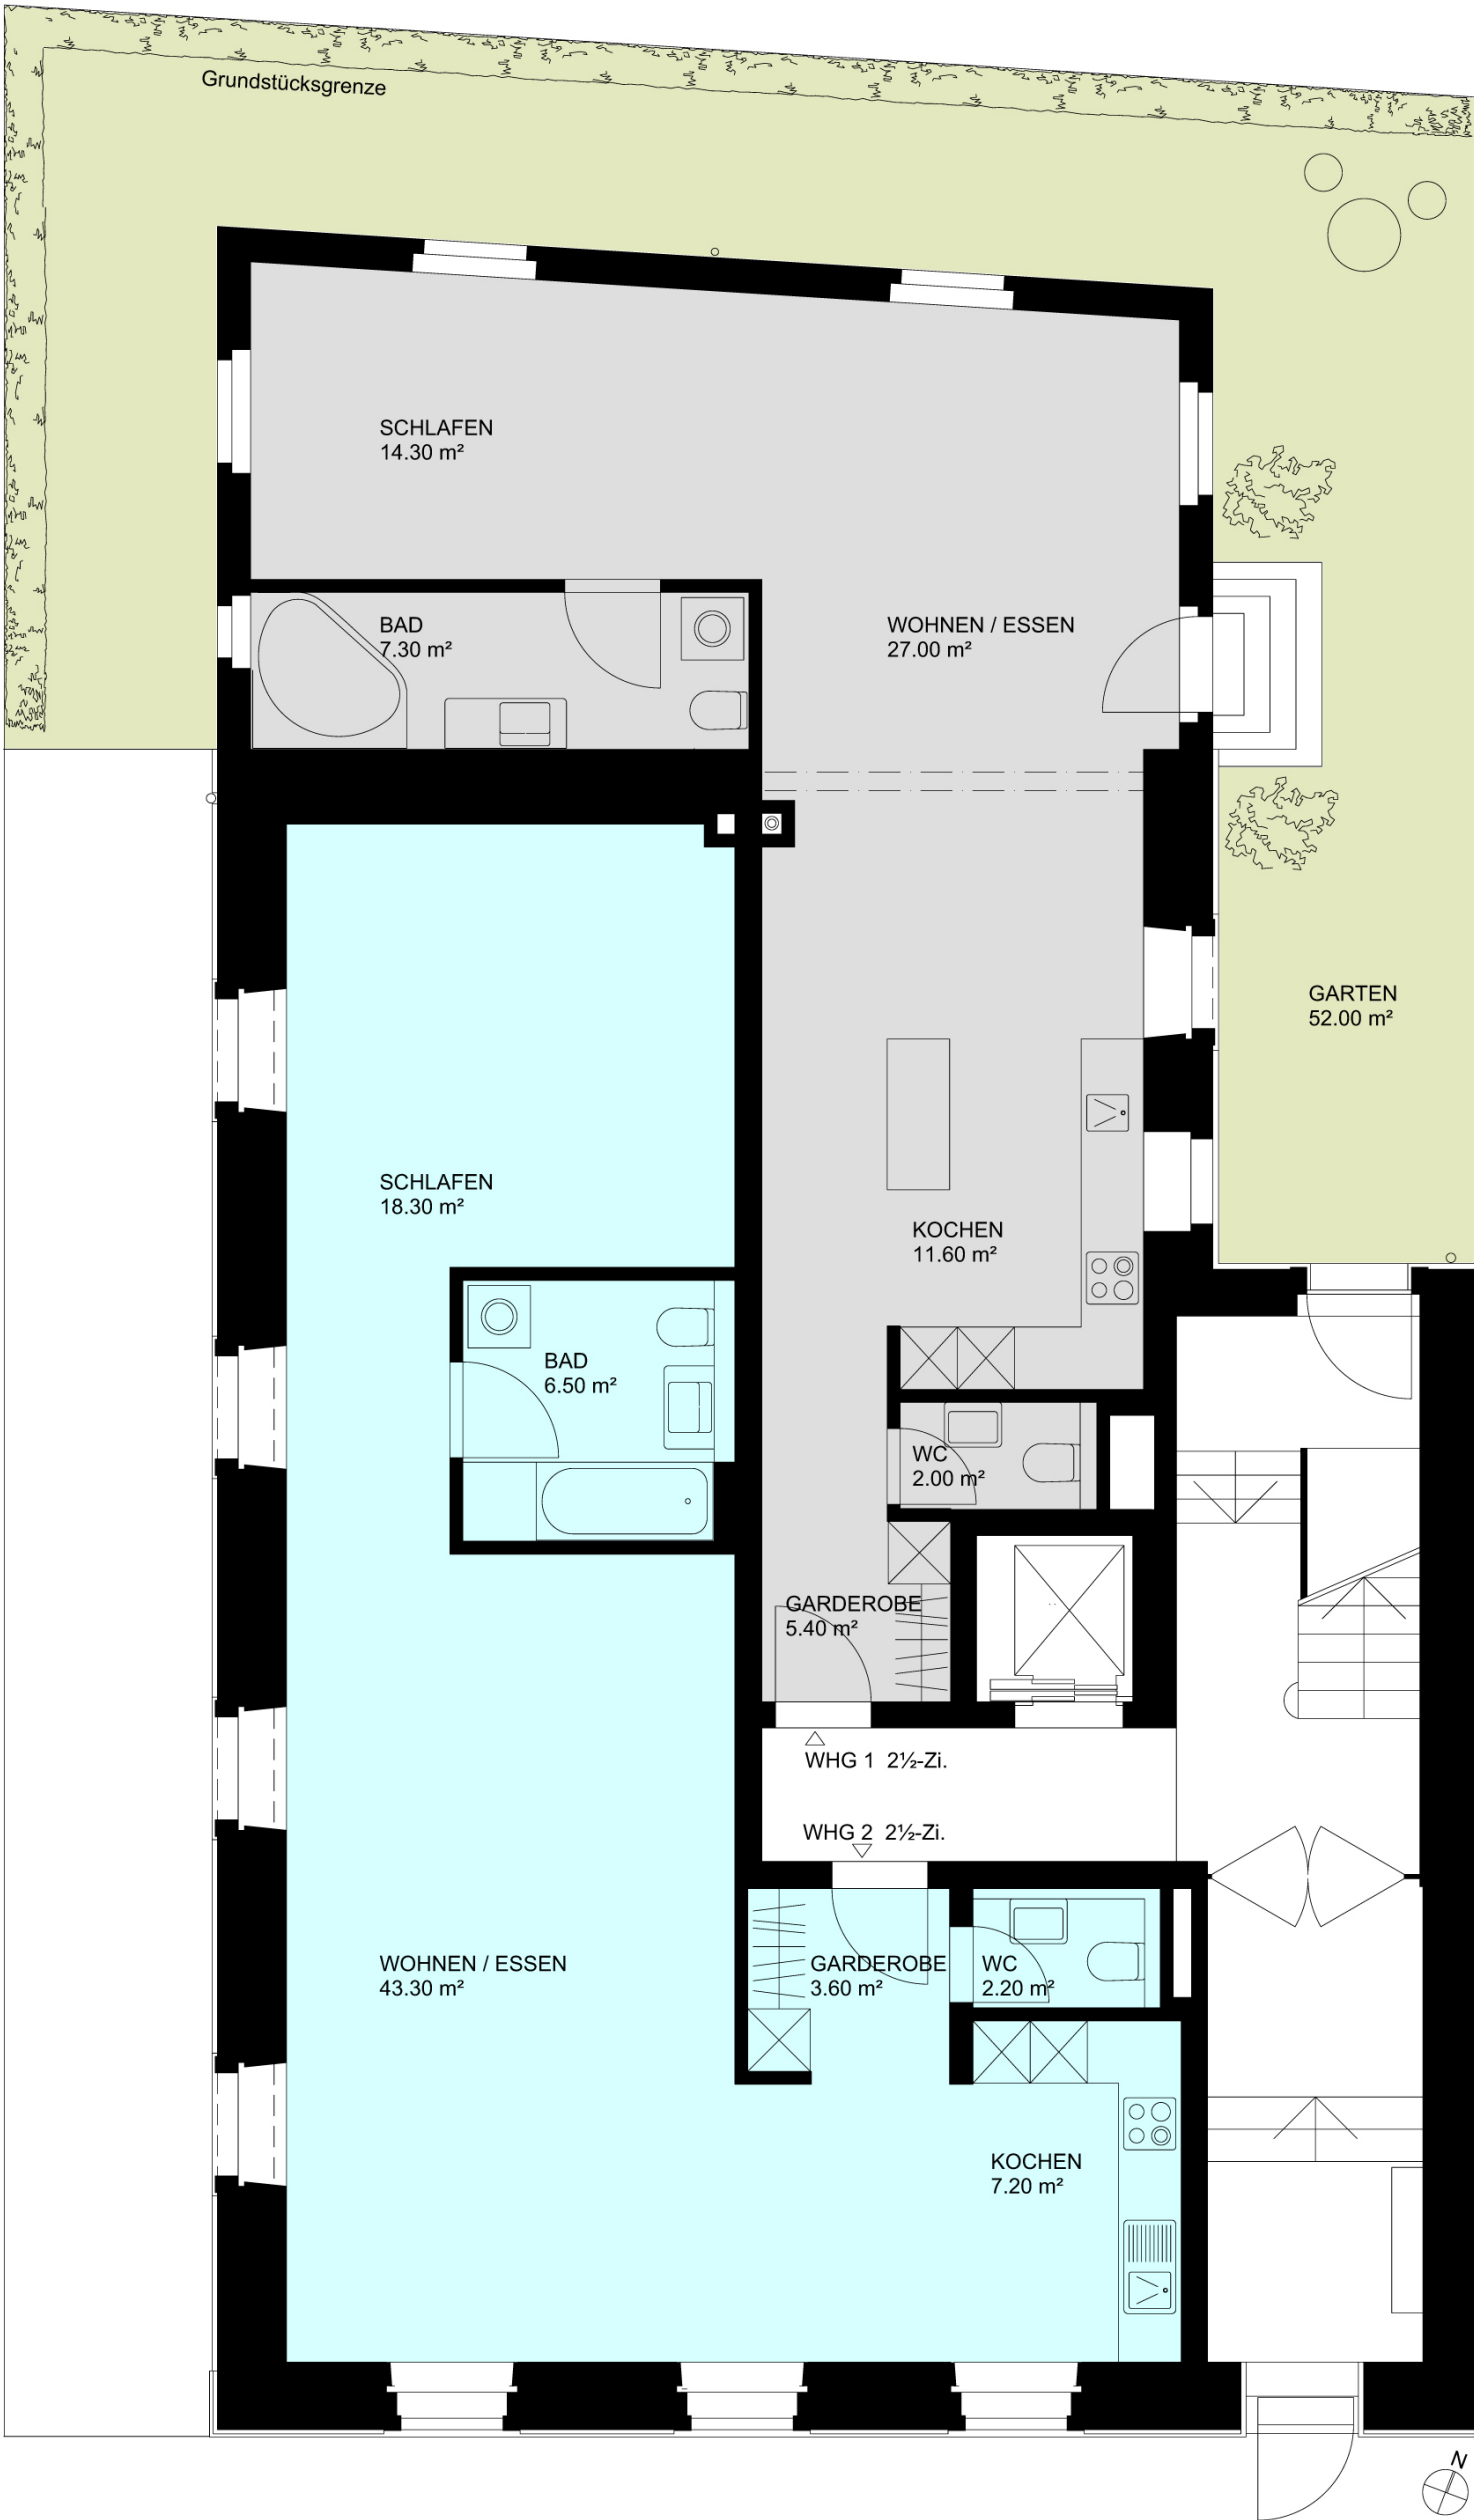 Grundstücksgrenze
SCHLAFEN
14.30 m²
BAD
7.30 m²
WOHNEN / ESSEN
27.00 m²
GARTEN
52.00 m²
SCHLAFEN
18.30 m²
KOCHEN
11.60 m²
BAD
6.50 m²
WC
2.00 m²
GARDEROBE
5.40 m²
WHG 1 2½-Zi.
WHG 2 2½-Zi.
WOHNEN / ESSEN
43.30 m²
GARDEROBE
3.60 m²
WC
2.20 m²
KOCHEN
7.20 m²
N